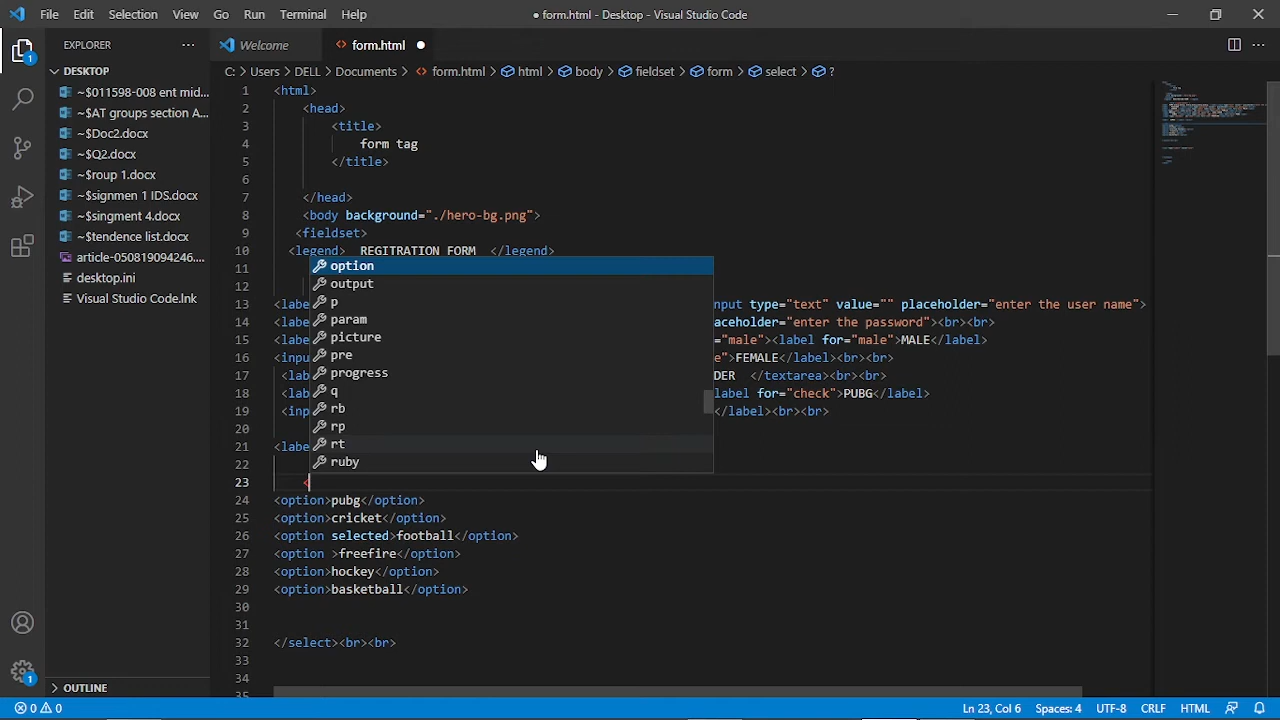 File Edit Selection View Go Run Terminal Help
● form.html - Desktop - Visual Studio Code
EXPLORER
Welcome
form.html
DESKTOP
C: > Users > DELL > Documents > form.html > html > body > fieldset > form > select > ?
~$011598-008 ent mid...
~$AT groups section A...
~$Doc2.docx
~$Q2.docx
~$roup 1.docx
~$signmen 1 IDS.docx
~$singment 4.docx
~$tendence list.docx
article-050819094246....
desktop.ini
Visual Studio Code.lnk
1 <html>
2 <head>
3 <title>
4 form tag
5 </title>
6
7 </head>
8 <body background="./hero-bg.png">
9 <fieldset>
10 <legend> REGITRATION FORM </legend>
11
12
13 <labe nput type="text" value="" placeholder="enter the user name">
14 <labe aceholder="enter the password"><br><br>
15 <labe ="male"><label for="male">MALE</label>
16 <inpu e">FEMALE</label><br><br>
17 <lab DER </textarea><br><br>
18 <lab abel for="check">PUBG</label>
19 <inp </label><br><br>
20
21 <labe
22
23 <
24 <option>pubg</option>
25 <option>cricket</option>
26 <option selected>football</option>
27 <option >freefire</option>
28 <option>hockey</option>
29 <option>basketball</option>
30
31
32 </select><br><br>
33
34
35
option
output
p
param
picture
pre
progress
q
rb
rp
rt
ruby
OUTLINE
1
1
0 0
Ln 23, Col 6 Spaces: 4 UTF-8 CRLF HTML